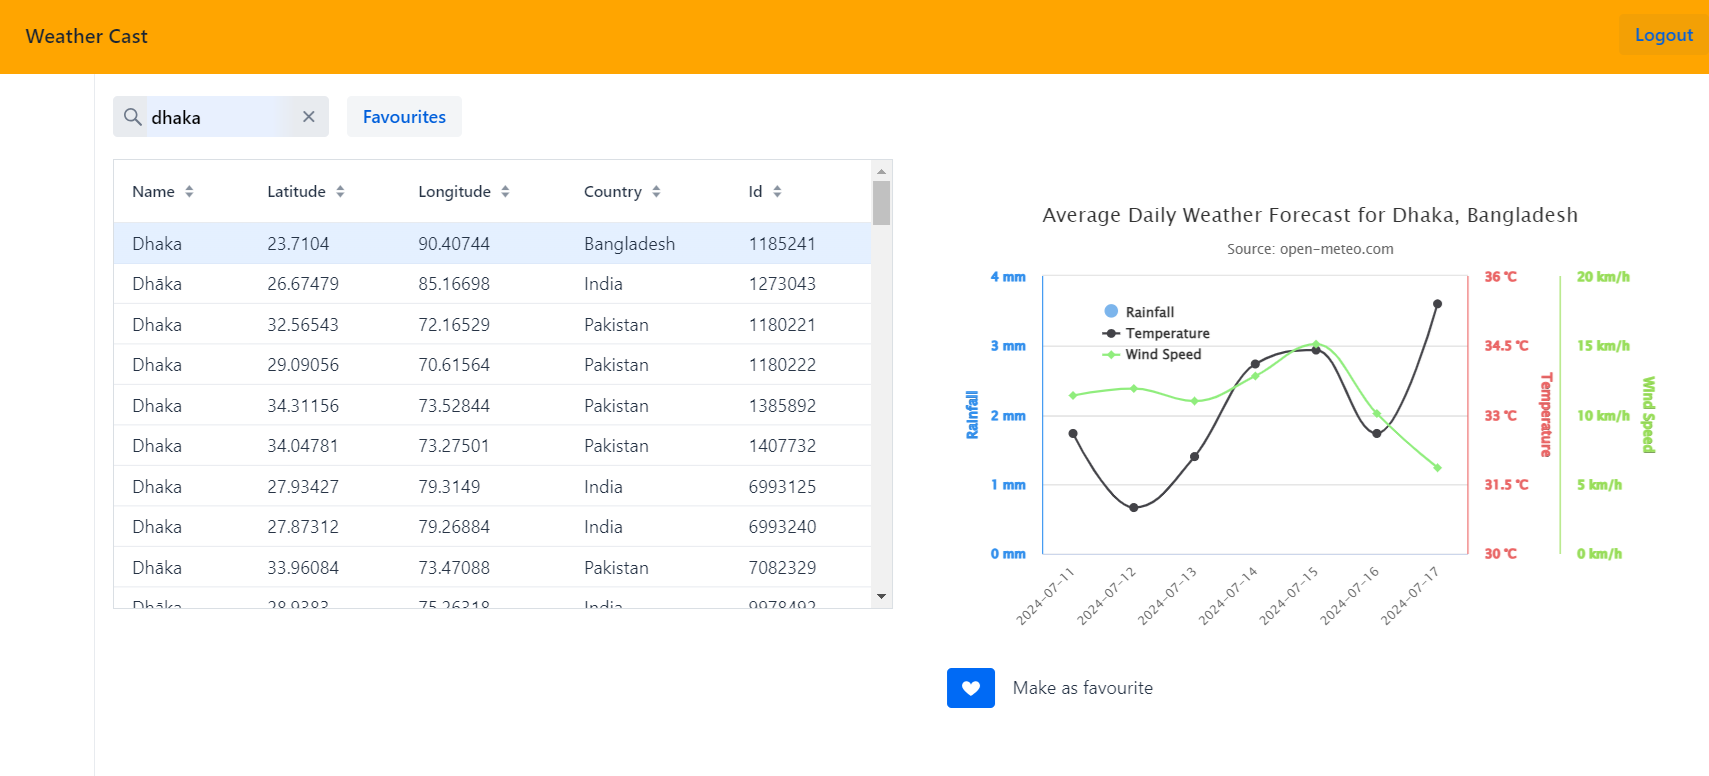 Weather Cast
Logout
dhaka
Favourites
Name Latitude Longitude Country Id
Dhaka 23.7104 90.40744 Bangladesh 1185241
Dhāka 26.67479 85.16698 India 1273043
Dhaka 32.56543 72.16529 Pakistan 1180221
Dhaka 29.09056 70.61564 Pakistan 1180222
Dhaka 34.31156 73.52844 Pakistan 1385892
Dhaka 34.04781 73.27501 Pakistan 1407732
Dhaka 27.93427 79.3149 India 6993125
Dhaka 27.87312 79.26884 India 6993240
Dhāka 33.96084 73.47088 Pakistan 7082329
Dhāka 28.9383 75.26318 India 9978492
Average Daily Weather Forecast for Dhaka, Bangladesh
Source: open-meteo.com
4 mm 36 °C 20 km/h
Rainfall
Temperature
3 mm 34.5 °C 15 km/h
Wind Speed
Rainfall Temperature Wind Speed
2 mm 33 °C 10 km/h
1 mm 31.5 °C 5 km/h
0 mm 30 °C 0 km/h
2024-07-11 2024-07-12 2024-07-13 2024-07-14 2024-07-15 2024-07-16 2024-07-17
Make as favourite